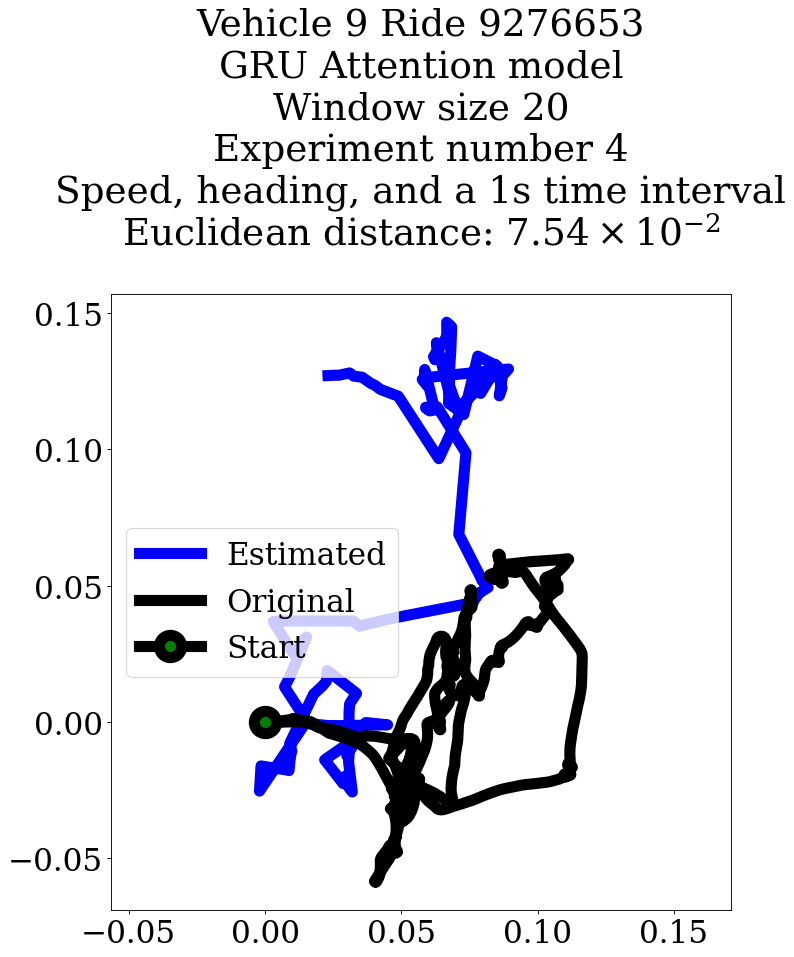 Vehicle 9 Ride 9276653
GRU Attention model
Window size 20
Experiment number 4
Speed, heading, and a 1s time interval
Euclidean distance: 7.54 × 10⁻²
0.15
0.10
0.05
0.00
−0.05
Estimated
Original
Start
−0.05 0.00 0.05 0.10 0.15